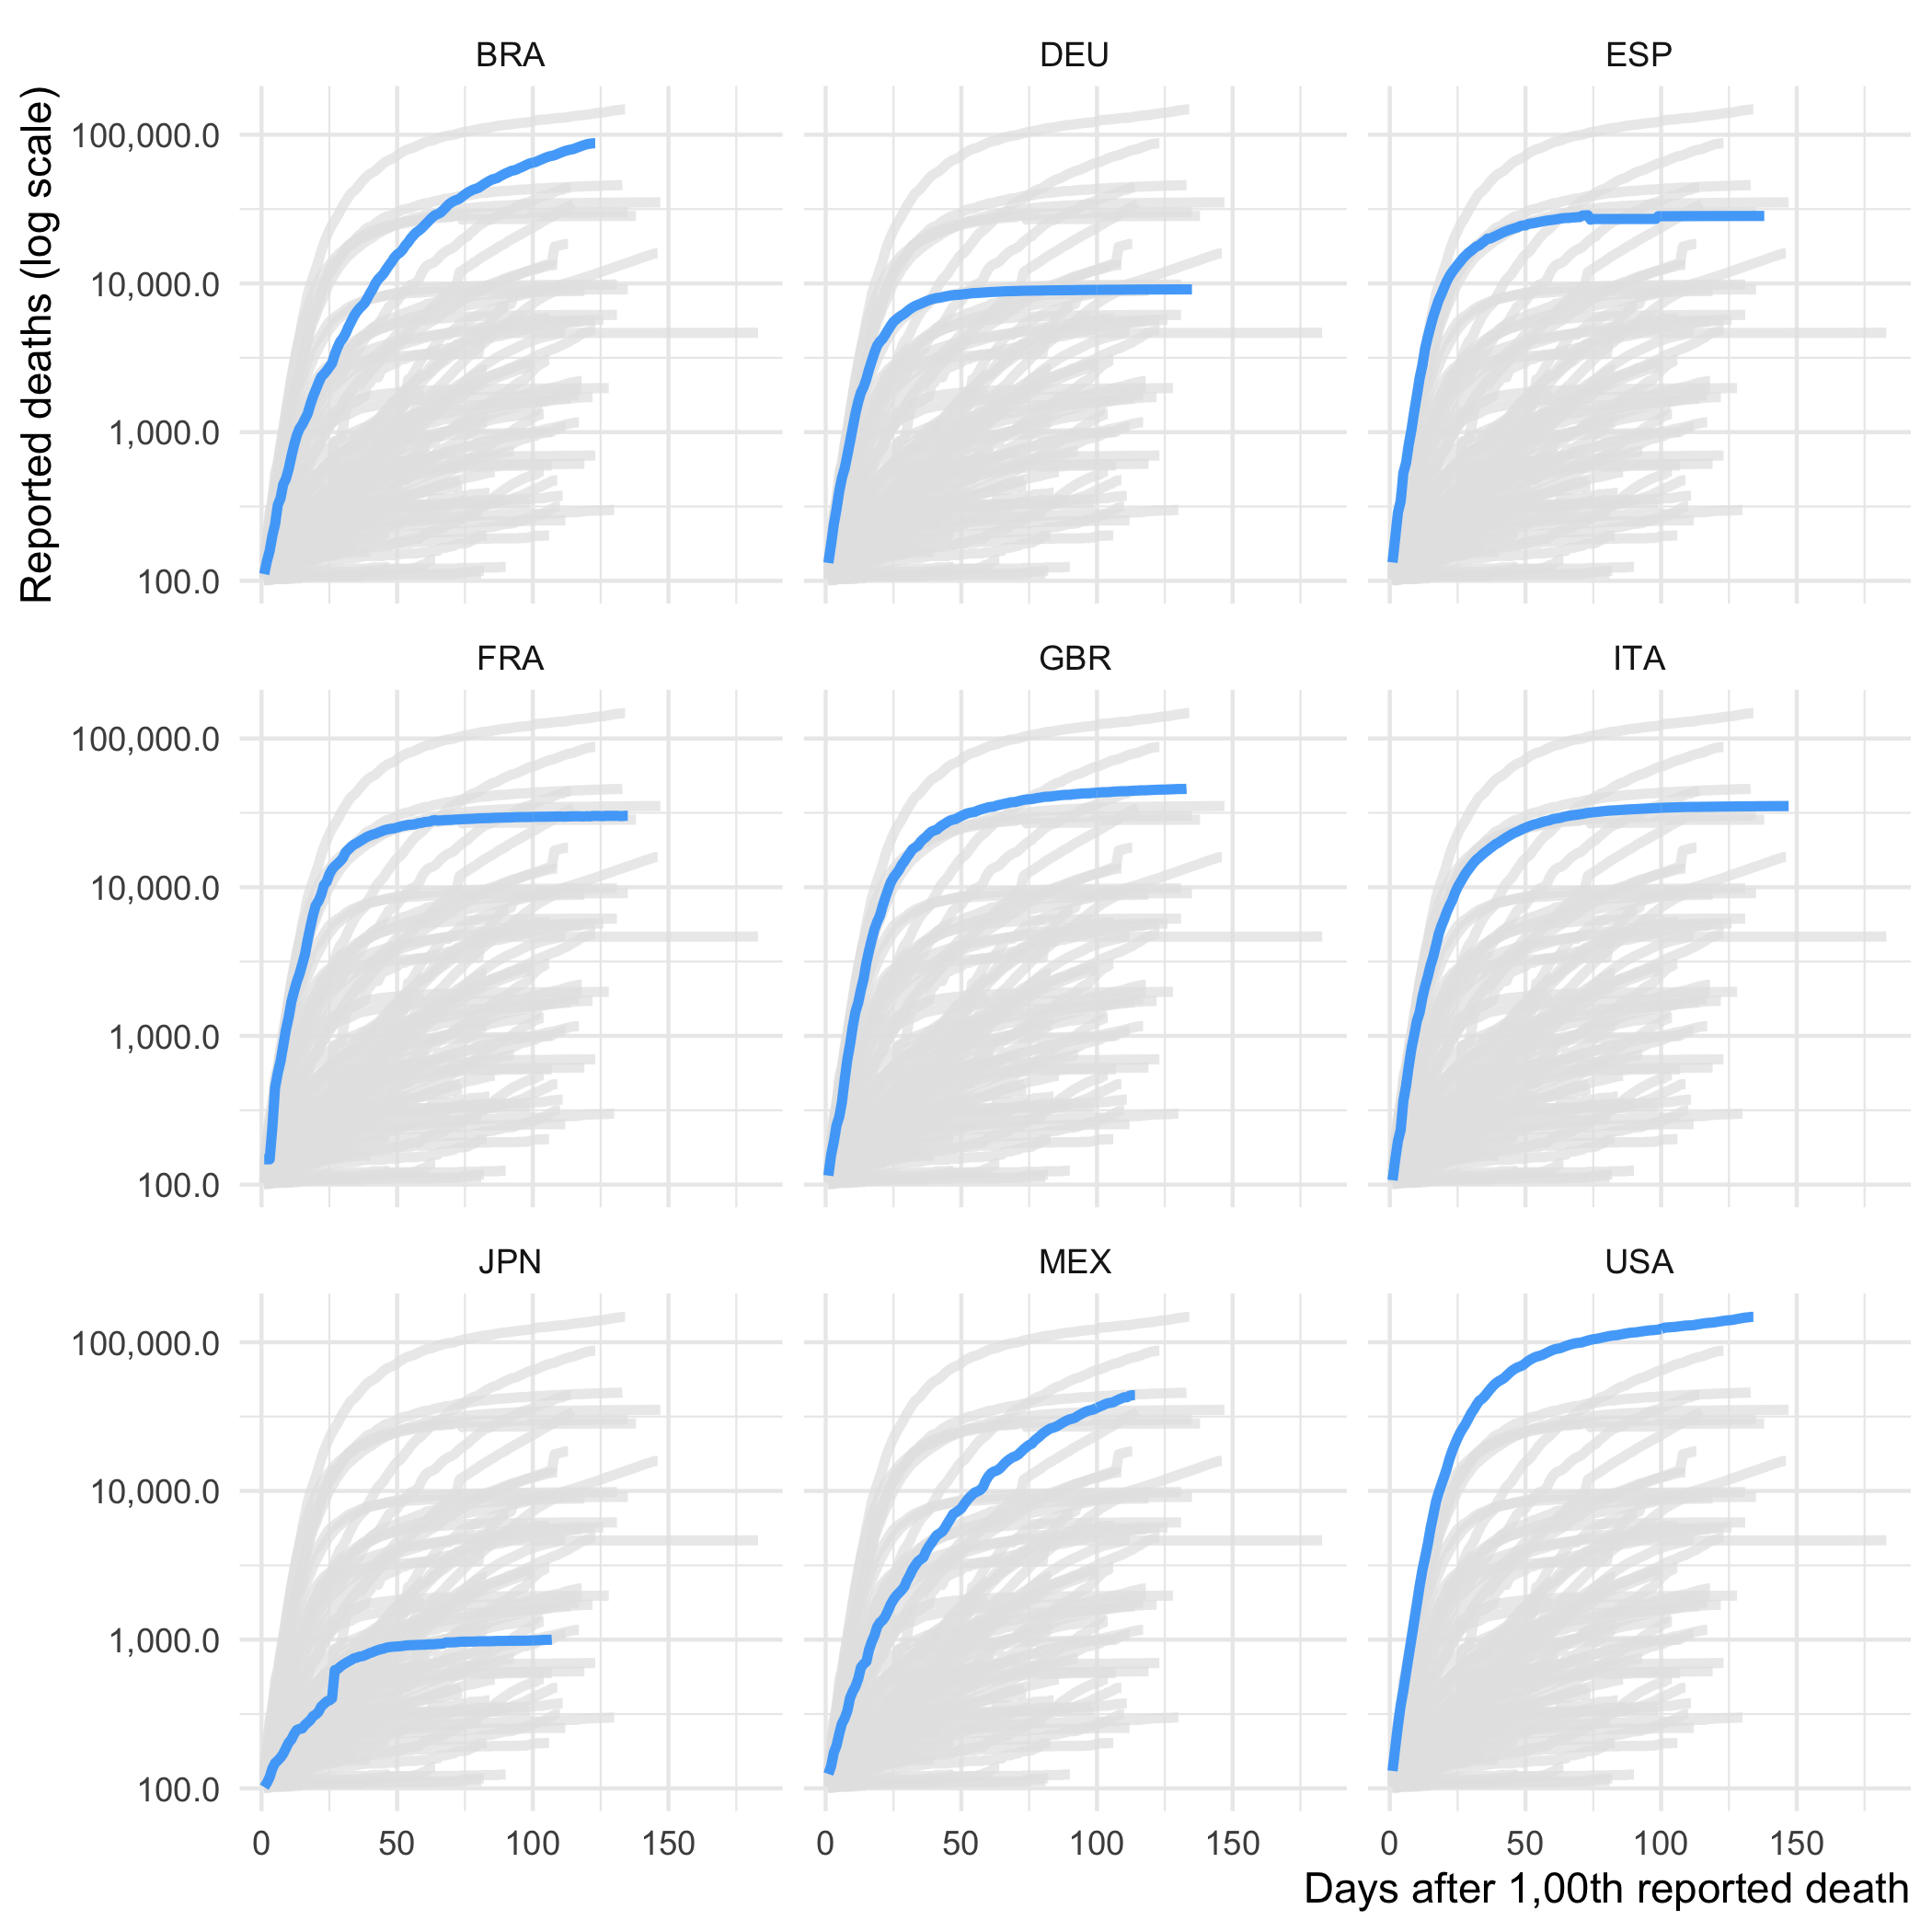 BRA DEU ESP
Reported deaths (log scale)
100,000.0
10,000.0
1,000.0
100.0
FRA GBR ITA
100,000.0
10,000.0
1,000.0
100.0
JPN MEX USA
100,000.0
10,000.0
1,000.0
100.0
0 50 100 150 0 50 100 150 0 50 100 150
Days after 1,00th reported death